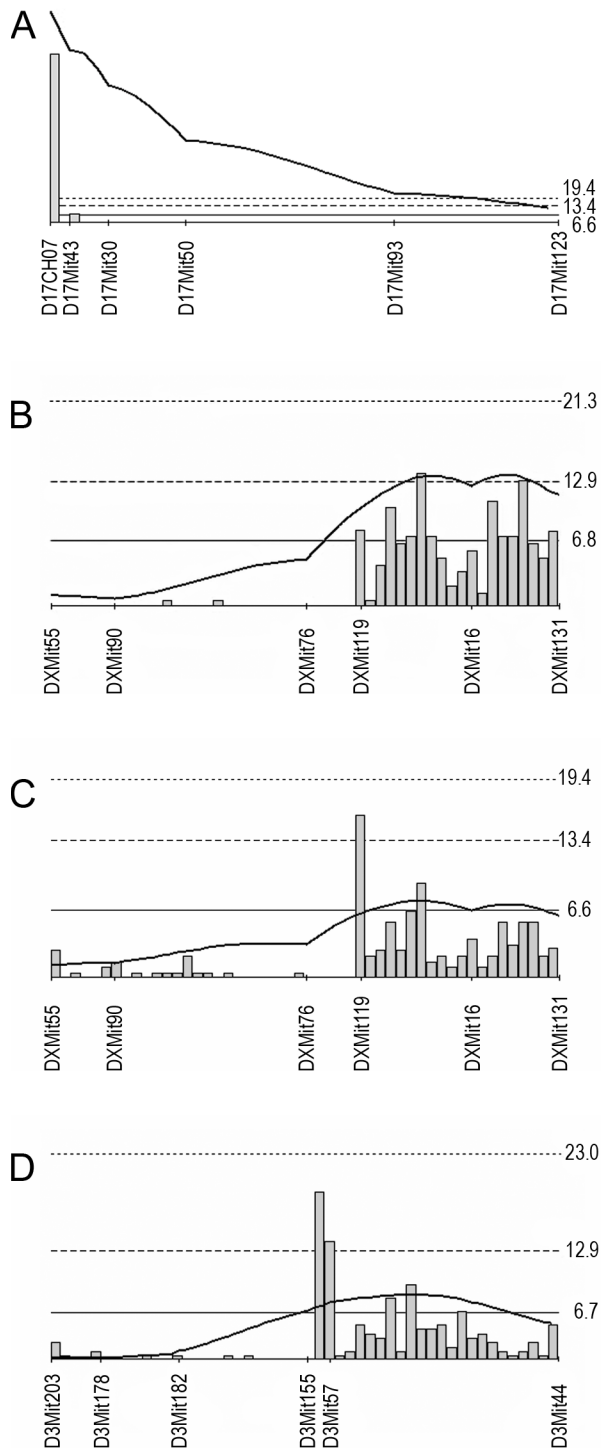 A
19.4
13.4
6.6
D17CH07
D17Mit43
D17Mit30
D17Mit50
D17Mit93
D17Mit123
B
21.3
12.9
6.8
DXMit55
DXMit90
DXMit76
DXMit119
DXMit16
DXMit131
C
19.4
13.4
6.6
DXMit55
DXMit90
DXMit76
DXMit119
DXMit16
DXMit131
D
23.0
12.9
6.7
D3Mit203
D3Mit178
D3Mit182
D3Mit155
D3Mit57
D3Mit44